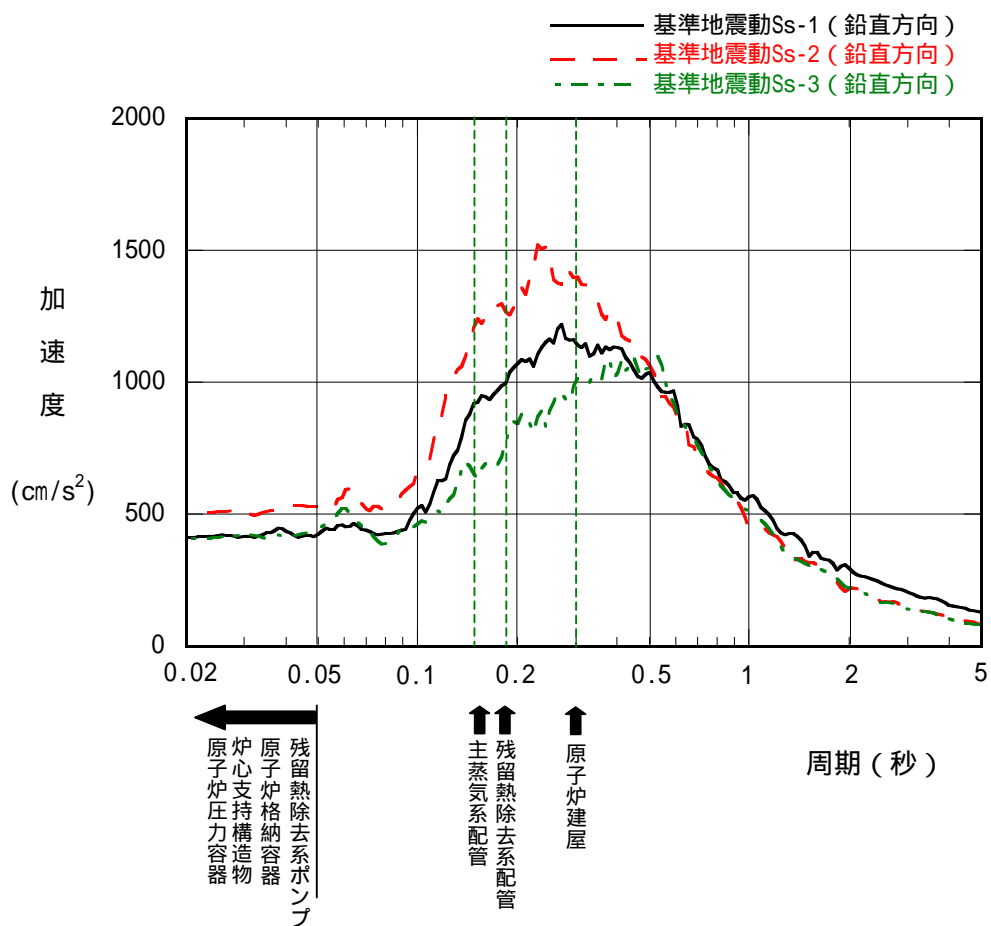 基準地震動Ss-1(鉛直方向)
基準地震動Ss-2(鉛直方向)
基準地震動Ss-3(鉛直方向)
2000
1500
1000
500
0
加速度
(cm/s²)
0.02
0.05
0.1
0.2
0.5
1
2
5
周期(秒)
原子炉圧力容器
炉心支持構造物
原子炉格納容器
残留熱除去系ポンプ
主蒸気系配管
残留熱除去系配管
原子炉建屋